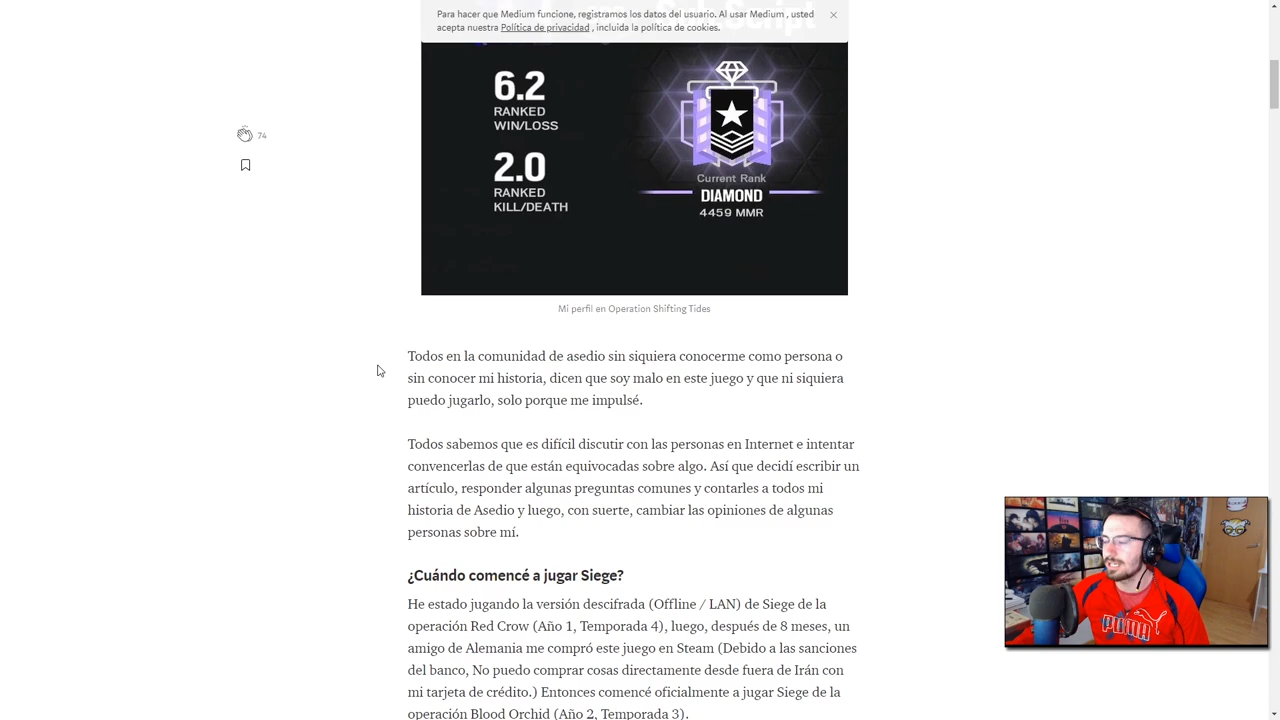 Para hacer que Medium funcione, registramos los datos del usuario. Al usar Medium , usted
acepta nuestra Política de privacidad , incluida la política de cookies.
6.2
RANKED
WIN/LOSS
2.0
RANKED
KILL/DEATH
Current Rank
DIAMOND
4459 MMR
74
Mi perfil en Operation Shifting Tides
Todos en la comunidad de asedio sin siquiera conocerme como persona o
sin conocer mi historia, dicen que soy malo en este juego y que ni siquiera
puedo jugarlo, solo porque me impulsé.
Todos sabemos que es difícil discutir con las personas en Internet e intentar
convencerlas de que están equivocadas sobre algo. Así que decidí escribir un
artículo, responder algunas preguntas comunes y contarles a todos mi
historia de Asedio y luego, con suerte, cambiar las opiniones de algunas
personas sobre mí.
¿Cuándo comencé a jugar Siege?
He estado jugando la versión descifrada (Offline / LAN) de Siege de la
operación Red Crow (Año 1, Temporada 4), luego, después de 8 meses, un
amigo de Alemania me compró este juego en Steam (Debido a las sanciones
del banco, No puedo comprar cosas directamente desde fuera de Irán con
mi tarjeta de crédito.) Entonces comencé oficialmente a jugar Siege de la
operación Blood Orchid (Año 2, Temporada 3).
PUMA